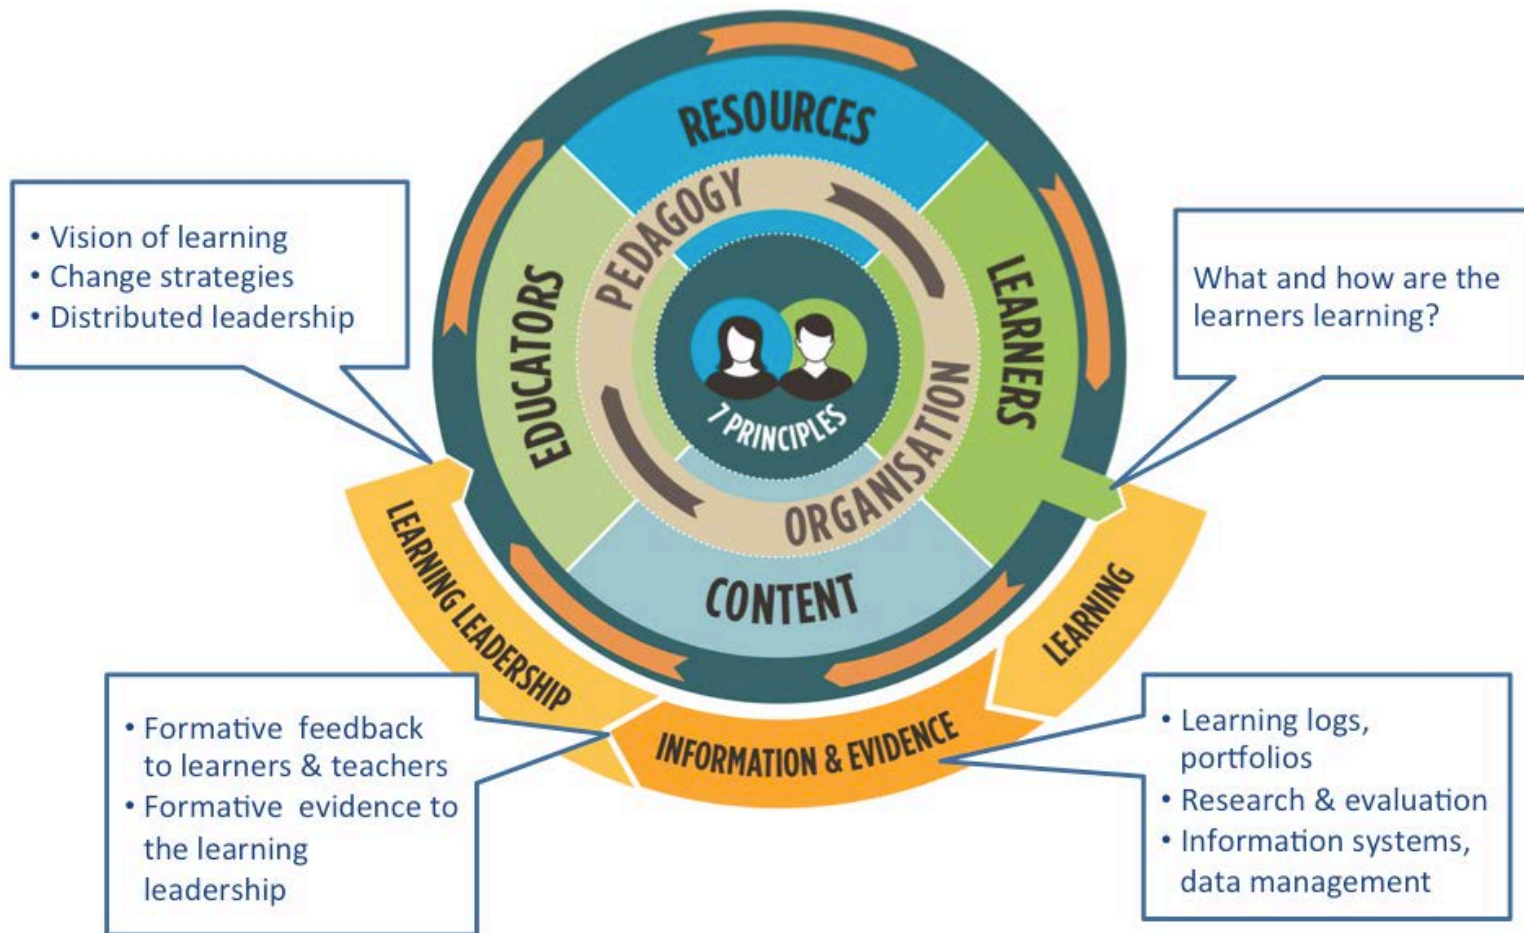 RESOURCES
PEDAGOGY
EDUCATORS
LEARNERS
7 PRINCIPLES
ORGANISATION
CONTENT
• Vision of learning
• Change strategies
• Distributed leadership
What and how are the
learners learning?
LEARNING LEADERSHIP
INFORMATION & EVIDENCE
LEARNING
• Formative feedback
to learners & teachers
• Formative evidence to
the learning
leadership
• Learning logs,
portfolios
• Research & evaluation
• Information systems,
data management